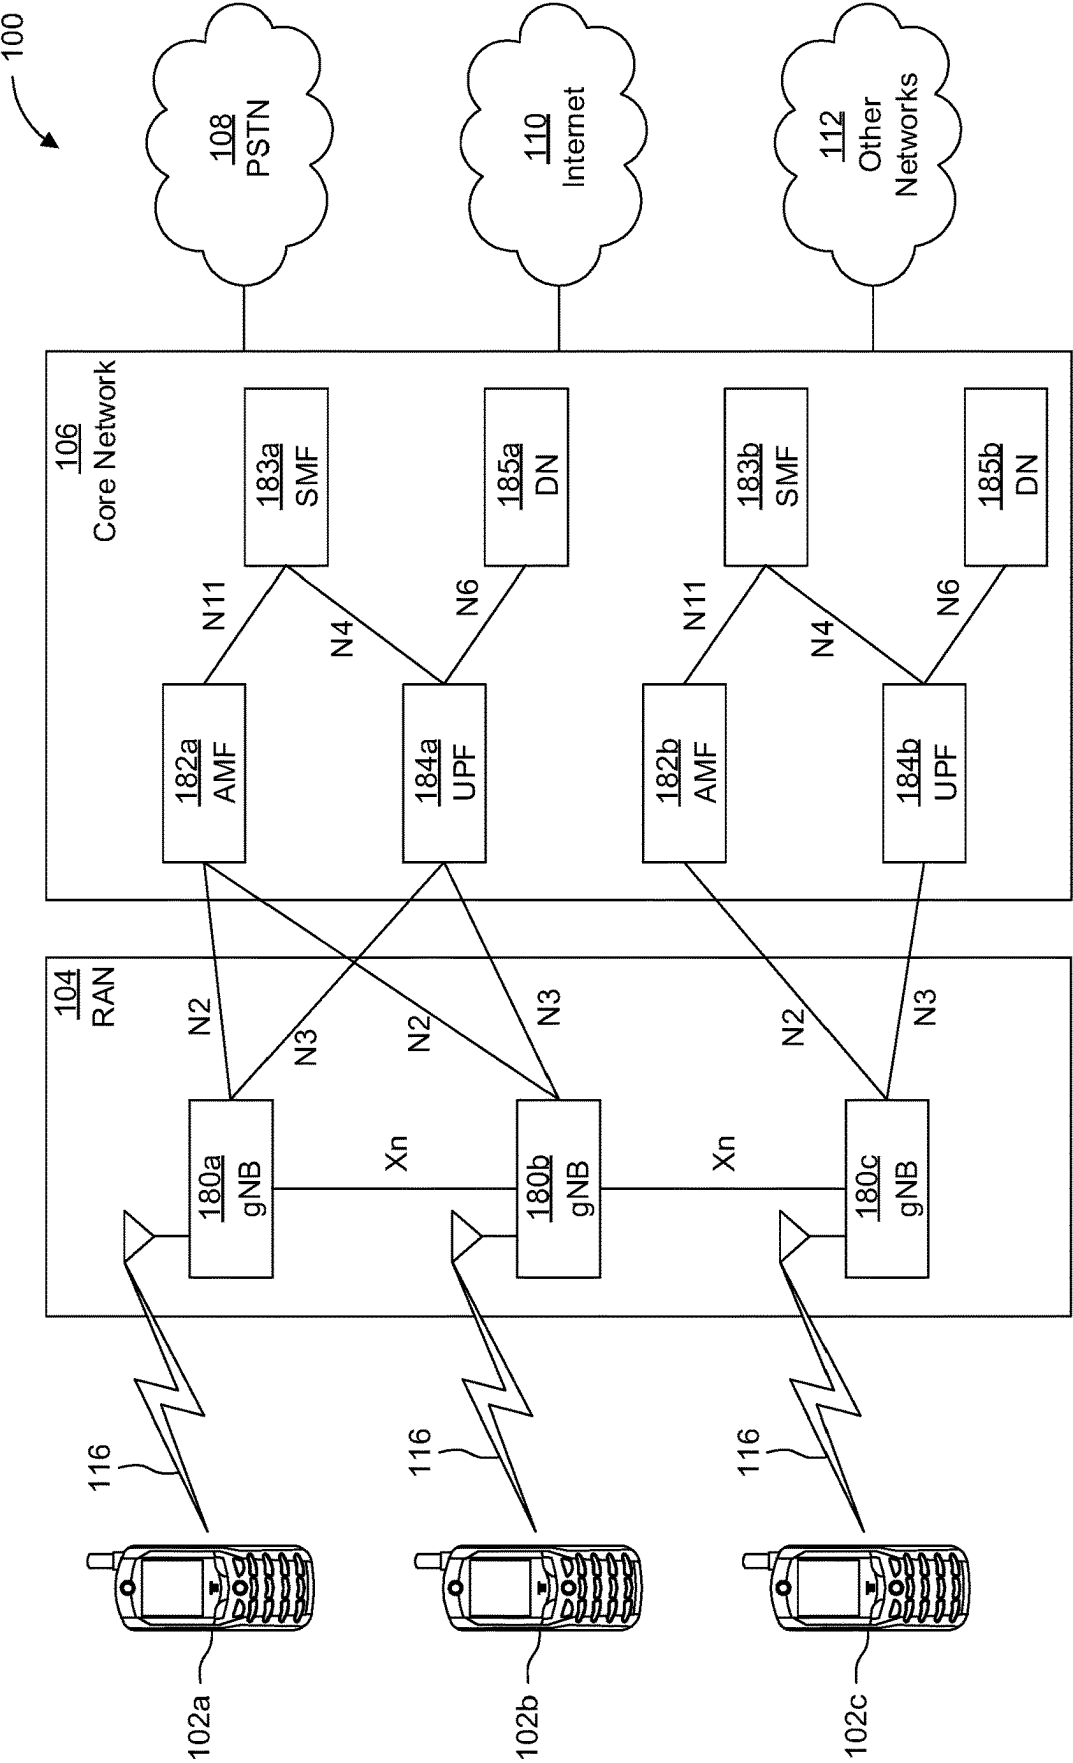 100
108
PSTN
110
Internet
112
Other
Networks
106
Core Network
183a
SMF
185a
DN
183b
SMF
185b
DN
N11
N4
N6
N11
N4
N6
182a
AMF
184a
UPF
182b
AMF
184b
UPF
104
RAN
N2
N3
N2
N3
N2
N3
180a
gNB
Xn
180b
gNB
Xn
180c
gNB
116
116
116
102a
102b
102c